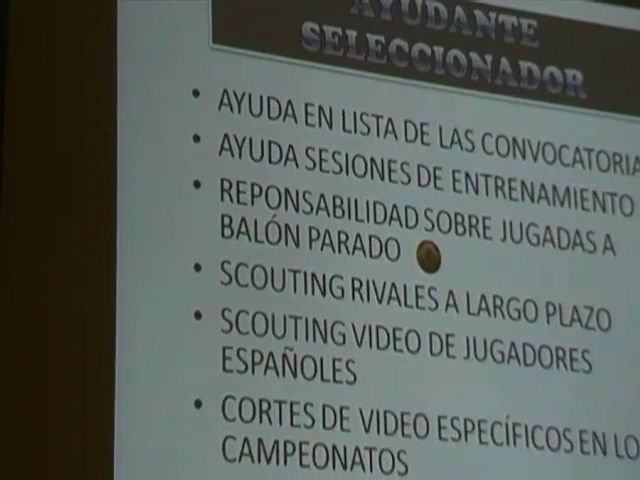 AYUDANTE
SELECCIONADOR
• AYUDA EN LISTA DE LAS CONVOCATORIA
• AYUDA SESIONES DE ENTRENAMIENTO
• REPONSABILIDAD SOBRE JUGADAS A
BALÓN PARADO
• SCOUTING RIVALES A LARGO PLAZO
• SCOUTING VIDEO DE JUGADORES
ESPAÑOLES
• CORTES DE VIDEO ESPECÍFICOS EN LO
CAMPEONATOS